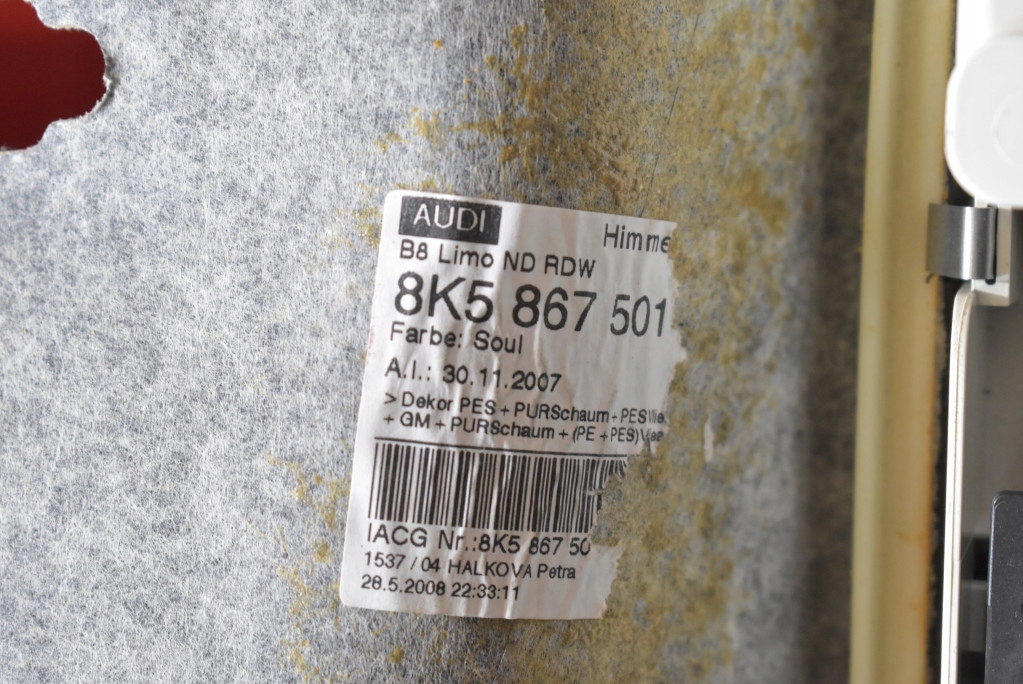 AUDI
Himme
B8 Limo ND RDW
8K5 867 501
Farbe: Soul
A.I.: 30.11.2007
> Dekor PES + PURSchaum + PES Vlie
+ GM + PURSchaum + (PE + PES)
IACG Nr.:8K5 867 50
1537 / 04 HALKOVA Petra
28.5.2008 22:33:11